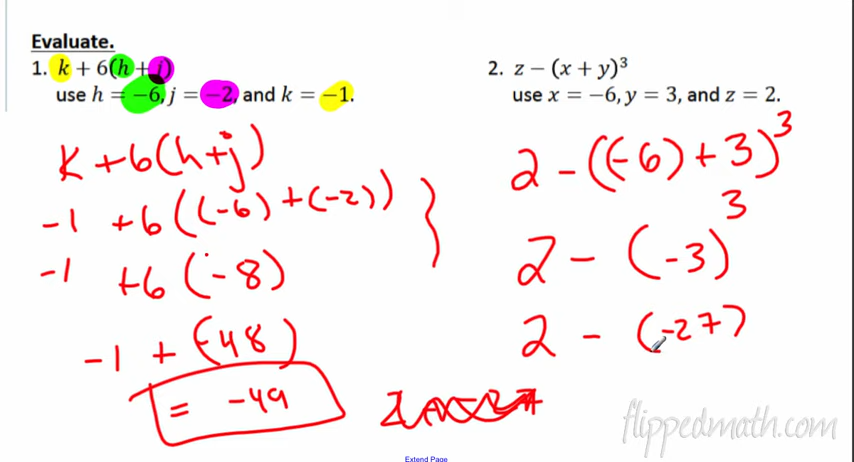 Evaluate.
1. k + 6(h + j)
use h = −6, j = −2, and k = −1.
k + 6(h+j)
-1 + 6((-6) + (-2))
-1 + 6(-8)
-1 + (-48)
= -49
2. z − (x + y)³
use x = −6, y = 3, and z = 2.
2 - ((-6) + 3)³
2 - (-3)³
2 - (-27)
flippedmath.com
Extend Page